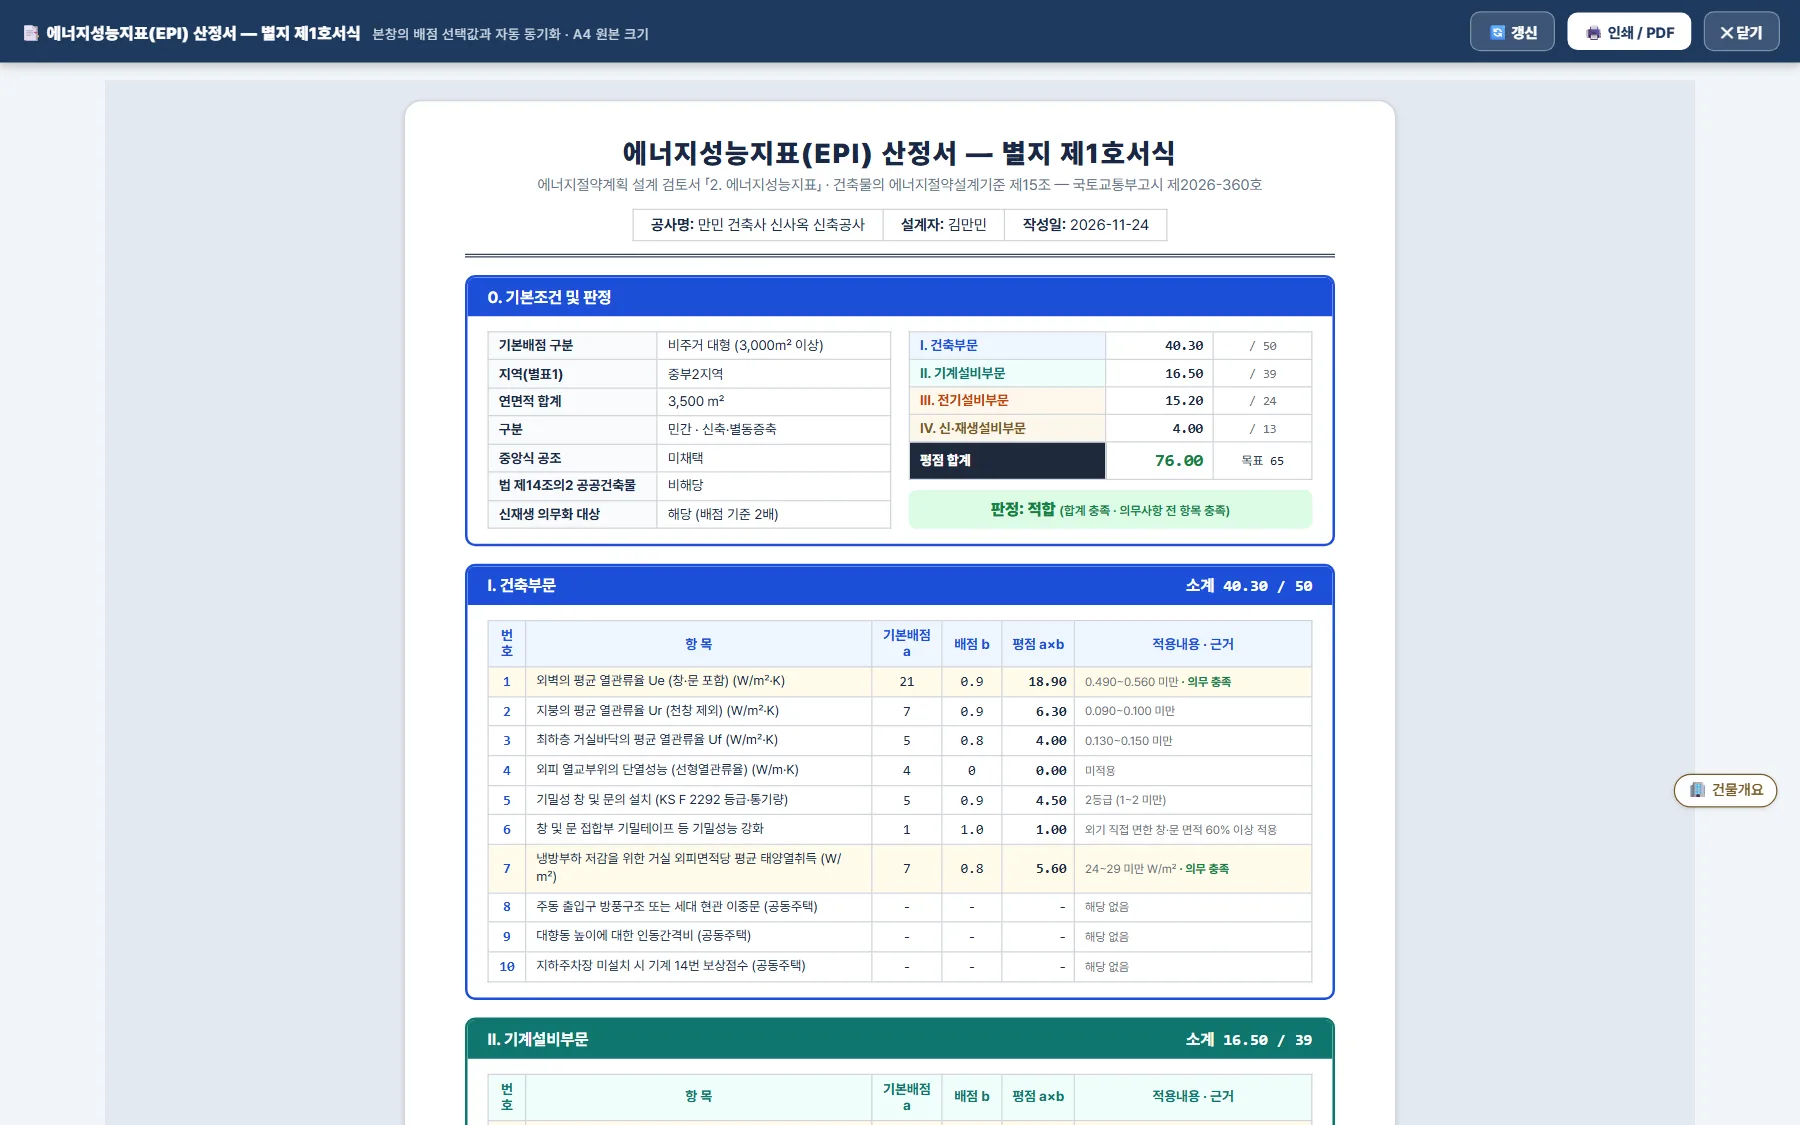 에너지성능지표(EPI) 산정서 — 별지 제1호서식 본창의 배점 선택값과 자동 동기화 · A4 원본 크기
갱신
인쇄 / PDF
닫기
에너지성능지표(EPI) 산정서 — 별지 제1호서식
에너지절약계획 설계 검토서 「2. 에너지성능지표」 · 건축물의 에너지절약설계기준 제15조 — 국토교통부고시 제2026-360호
공사명: 만민 건축사 신사옥 신축공사 설계자: 김만민 작성일: 2026-11-24
0. 기본조건 및 판정
기본배점 구분 비주거 대형 (3,000m² 이상)
지역(별표1) 중부2지역
연면적 합계 3,500 m²
구분 민간 · 신축·별동증축
중앙식 공조 미채택
법 제14조의2 공공건축물 비해당
신재생 의무화 대상 해당 (배점 기준 2배)
I. 건축부문 40.30 / 50
II. 기계설비부문 16.50 / 39
III. 전기설비부문 15.20 / 24
IV. 신·재생설비부문 4.00 / 13
평점 합계 76.00 목표 65
판정: 적합 (합계 충족 · 의무사항 전 항목 충족)
I. 건축부문 소계 40.30 / 50
번호 항 목 기본배점 a 배점 b 평점 a×b 적용내용 · 근거
1 외벽의 평균 열관류율 Ue (창·문 포함) (W/m²·K) 21 0.9 18.90 0.490~0.560 미만 · 의무 충족
2 지붕의 평균 열관류율 Ur (천창 제외) (W/m²·K) 7 0.9 6.30 0.090~0.100 미만
3 최하층 거실바닥의 평균 열관류율 Uf (W/m²·K) 5 0.8 4.00 0.130~0.150 미만
4 외피 열교부위의 단열성능 (선형열관류율) (W/m·K) 4 0 0.00 미적용
5 기밀성 창 및 문의 설치 (KS F 2292 등급·통기량) 5 0.9 4.50 2등급 (1~2 미만)
6 창 및 문 접합부 기밀테이프 등 기밀성능 강화 1 1.0 1.00 외기 직접 면한 창·문 면적 60% 이상 적용
7 냉방부하 저감을 위한 거실 외피면적당 평균 태양열취득 (W/m²) 7 0.8 5.60 24~29 미만 W/m² · 의무 충족
8 주동 출입구 방풍구조 또는 세대 현관 이중문 (공동주택) - - - 해당 없음
9 대향동 높이에 대한 인동간격비 (공동주택) - - - 해당 없음
10 지하주차장 미설치 시 기계 14번 보상점수 (공동주택) - - - 해당 없음
건물개요
II. 기계설비부문 소계 16.50 / 39
번호 항 목 기본배점 a 배점 b 평점 a×b 적용내용 · 근거